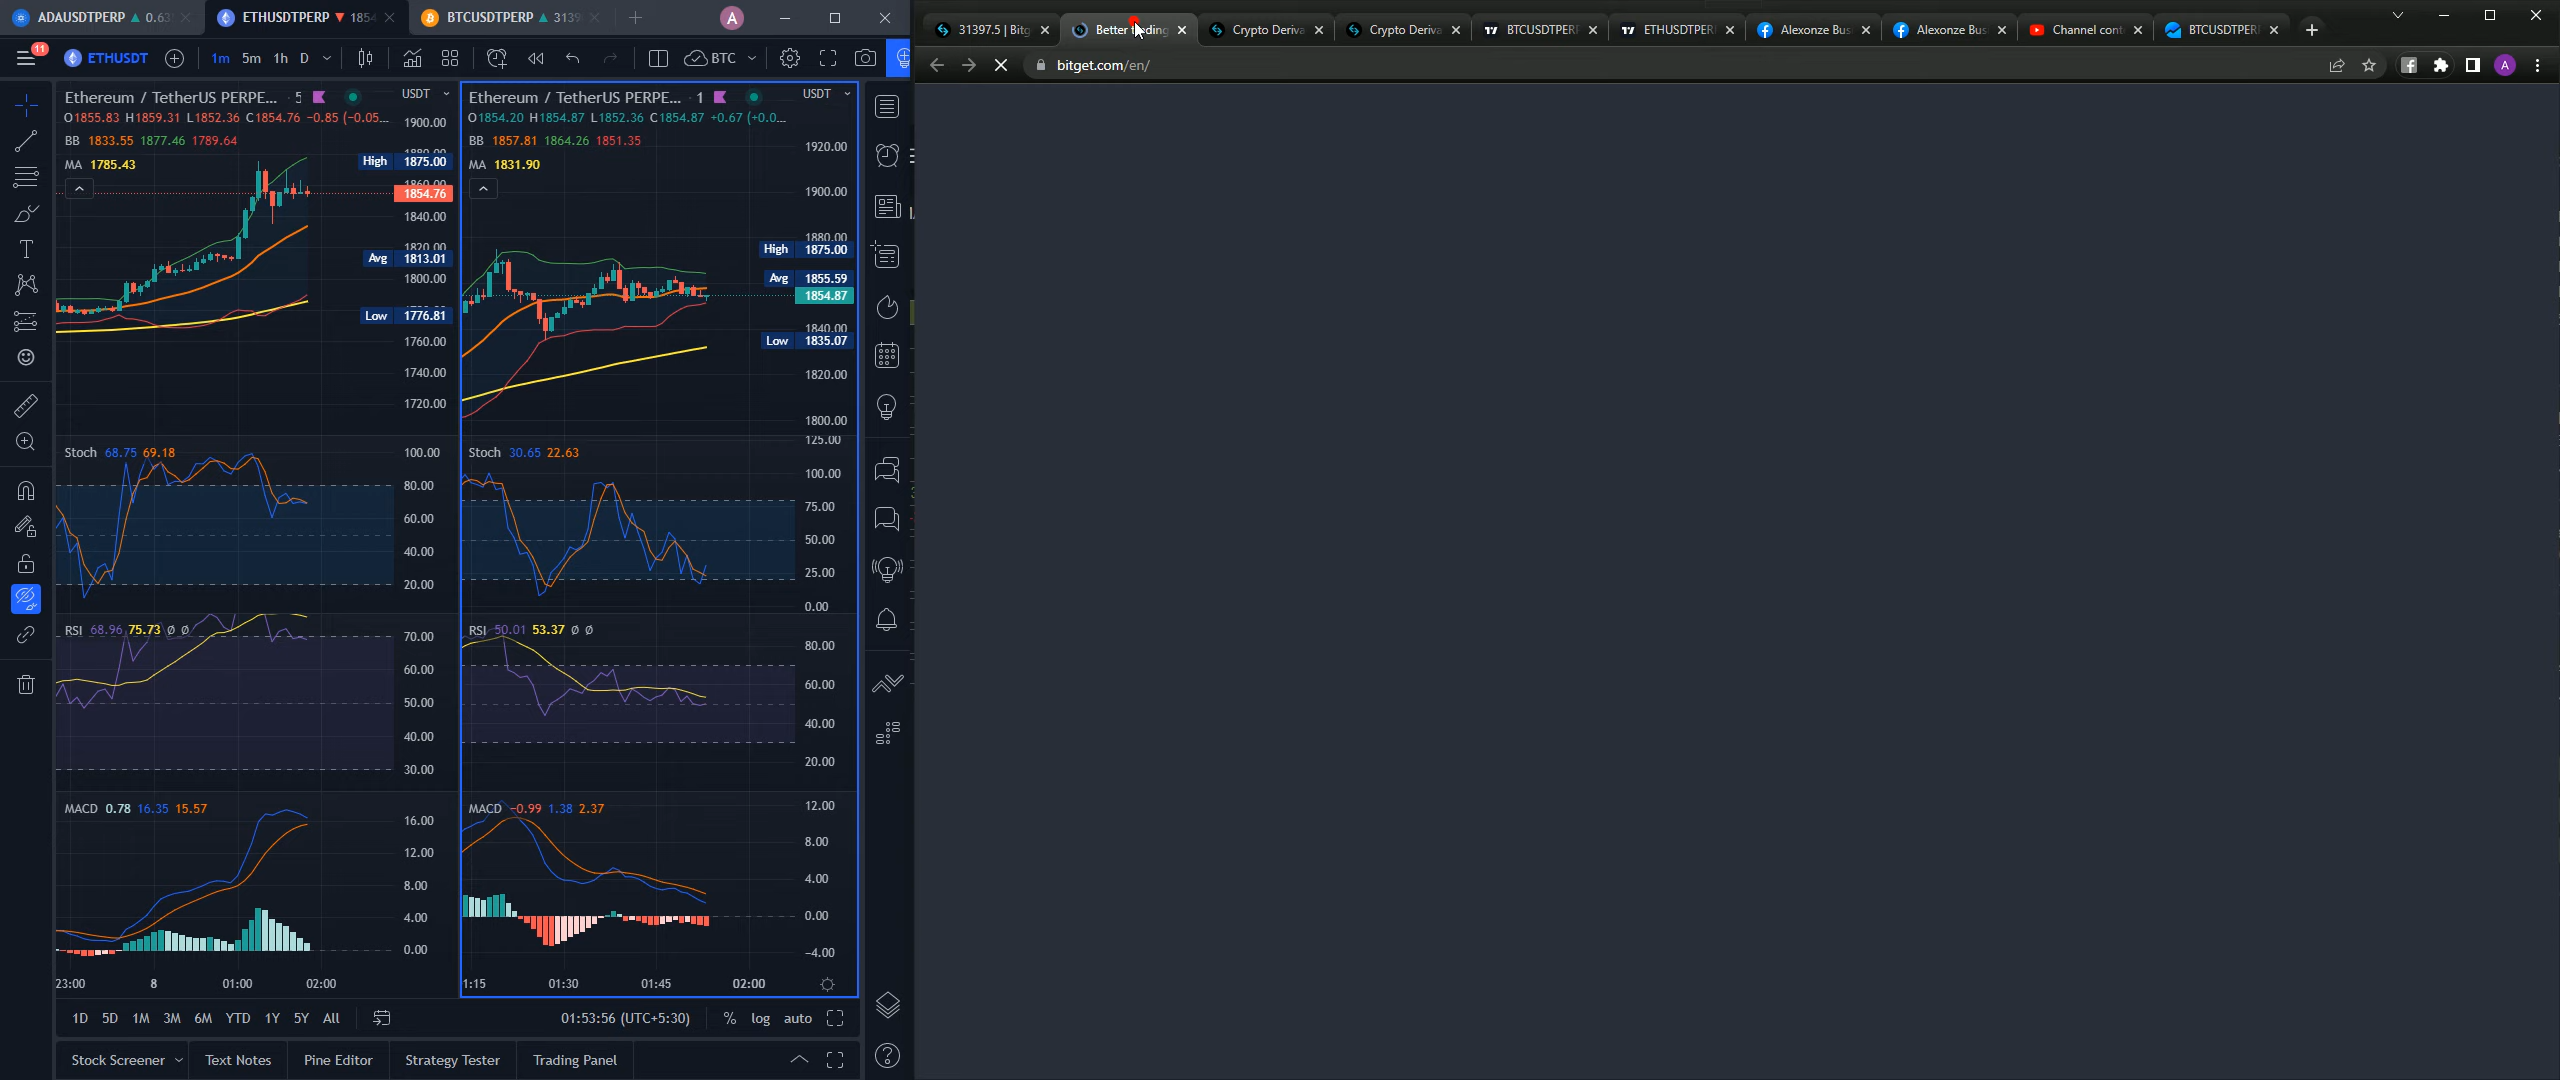 ADAUSDTPERP ▲ 0.63 ETHUSDTPERP ▼ 1854 BTCUSDTPERP ▲ 3139 A
11 ETHUSDT 1m 5m 1h D BTC
Ethereum / TetherUS PERPE... · 5 USDT
O1855.83 H1859.31 L1852.36 C1854.76 −0.85 (−0.05...
BB 1833.55 1877.46 1789.64
MA 1785.43
1900.00
High 1875.00
1854.76
1840.00
1820.00
Avg 1813.01
1800.00
Low 1776.81
1760.00
1740.00
1720.00
Stoch 68.75 69.18
100.00
80.00
60.00
40.00
20.00
RSI 68.96 75.73 Ø Ø
70.00
60.00
50.00
40.00
30.00
MACD 0.78 16.35 15.57
16.00
12.00
8.00
4.00
0.00
23:00 8 01:00 02:00
Ethereum / TetherUS PERPE... · 1 USDT
O1854.20 H1854.87 L1852.36 C1854.87 +0.67 (+0.0...
BB 1857.81 1864.26 1851.35
MA 1831.90
1920.00
1900.00
1880.00
High 1875.00
Avg 1855.59
1854.87
1840.00
Low 1835.07
1820.00
1800.00
125.00
Stoch 30.65 22.63
100.00
75.00
50.00
25.00
0.00
RSI 50.01 53.37 Ø Ø
80.00
60.00
40.00
20.00
MACD −0.99 1.38 2.37
12.00
8.00
4.00
0.00
−4.00
1:15 01:30 01:45 02:00
1D 5D 1M 3M 6M YTD 1Y 5Y All 01:53:56 (UTC+5:30) % log auto
Stock Screener Text Notes Pine Editor Strategy Tester Trading Panel
31397.5 | Bitg Better trading Crypto Deriva Crypto Deriva BTCUSDTPERP ETHUSDTPERP Alexonze Bus Alexonze Bus Channel cont BTCUSDTPERP
bitget.com/en/ A